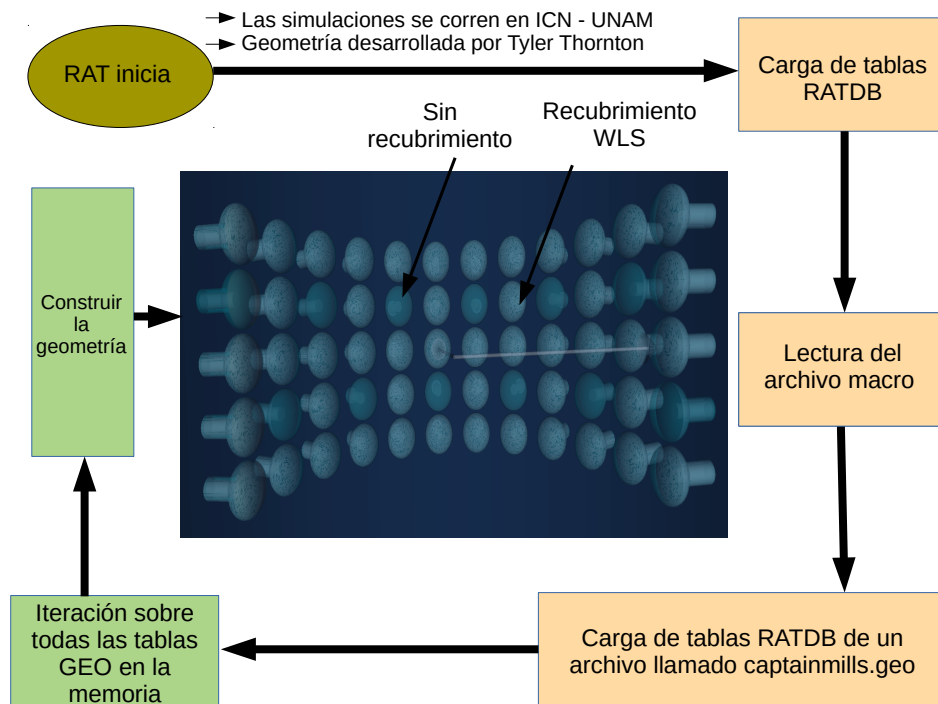 Las simulaciones se corren en ICN - UNAM
Geometría desarrollada por Tyler Thornton
RAT inicia
Carga de tablas
RATDB
Sin
recubrimiento
Recubrimiento
WLS
Construir
la
geometría
Lectura del
archivo macro
Iteración sobre
todas las tablas
GEO en la
memoria
Carga de tablas RATDB de un
archivo llamado captainmills.geo